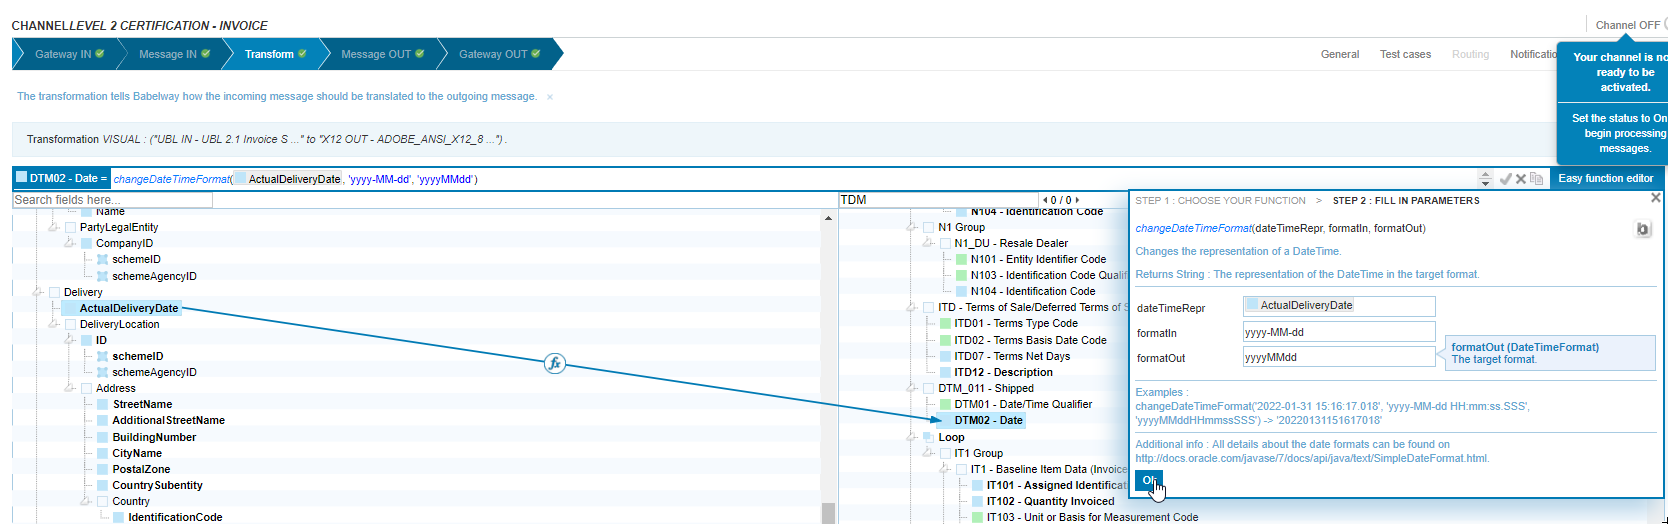 CHANNEL LEVEL 2 CERTIFICATION - INVOICE
Channel OFF
Gateway IN
Message IN
Transform
Message OUT
Gateway OUT
General
Test cases
Routing
Your channel is
ready to be
activated.
Set the status to On
begin processing
messages.
The transformation tells Babelway how the incoming message should be translated to the outgoing message. ×
Transformation VISUAL : ("UBL IN - UBL 2.1 Invoice S ..." to "X12 OUT - ADOBE_ANSI_X12_8 ...") .
DTM02 - Date = changeDateTimeFormat( ActualDeliveryDate, 'yyyy-MM-dd', 'yyyyMMdd')
Easy function editor
Search fields here...
Name
PartyLegalEntity
CompanyID
schemeID
schemeAgencyID
Delivery
ActualDeliveryDate
DeliveryLocation
ID
schemeID
schemeAgencyID
Address
StreetName
AdditionalStreetName
BuildingNumber
CityName
PostalZone
CountrySubentity
Country
IdentificationCode
fx
TDM
0 / 0
N104 - Identification Code
N1 Group
N1_DU - Resale Dealer
N101 - Entity Identifier Code
N103 - Identification Code
N104 - Identification Code
ITD - Terms of Sale/Deferred Terms of
ITD01 - Terms Type Code
ITD02 - Terms Basis Date Code
ITD07 - Terms Net Days
ITD12 - Description
DTM_011 - Shipped
DTM01 - Date/Time Qualifier
DTM02 - Date
Loop
IT1 Group
IT1 - Baseline Item Data
IT101 - Assigned
IT102 - Quantity Invoiced
IT103 - Unit or Basis for Measurement Code
STEP 1 : CHOOSE YOUR FUNCTION > STEP 2 : FILL IN PARAMETERS
changeDateTimeFormat(dateTimeRepr, formatIn, formatOut)
Changes the representation of a DateTime.
Returns String : The representation of the DateTime in the target format.
dateTimeRepr ActualDeliveryDate
formatIn yyyy-MM-dd
formatOut yyyyMMdd
formatOut (DateTimeFormat)
The target format.
Examples :
changeDateTimeFormat('2022-01-31 15:16:17.018', 'yyyy-MM-dd HH:mm:ss.SSS',
'yyyyMMddHHmmssSSS') -> '20220131151617018'
Additional info : All details about the date formats can be found on
http://docs.oracle.com/javase/7/docs/api/java/text/SimpleDateFormat.html.